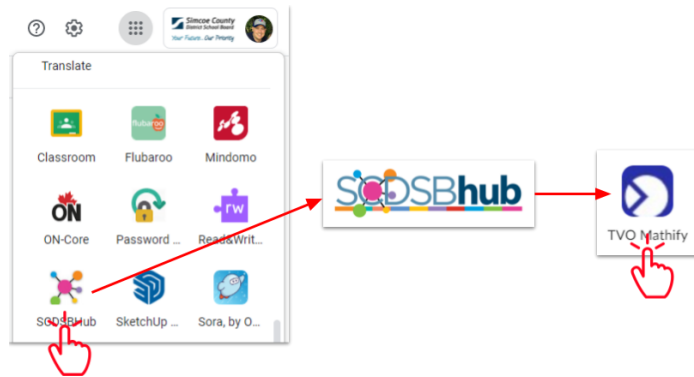 Simcoe County
District School Board
Your Future. Our Priority
Translate
Classroom Flubaroo Mindomo
flubaroo
ON-Core Password ... Read&Writ...
ON
rw
SCDSBHub SketchUp ... Sora, by O...
SCDSBhub
TVO Mathify